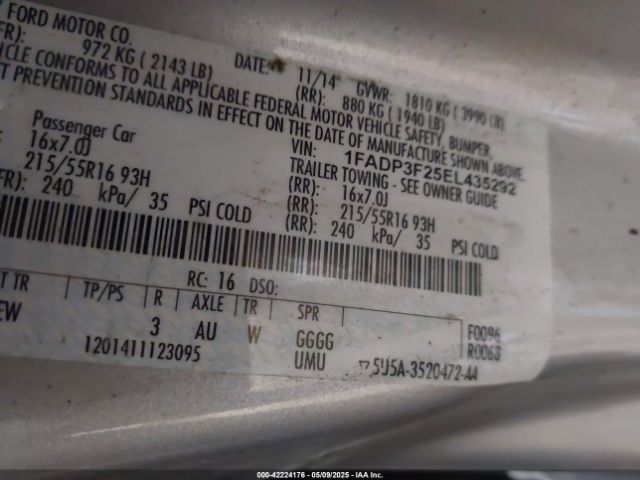 FORD MOTOR CO.
FR): 972 KG ( 2143 LB) DATE: 11/14 GVWR: 1810 KG ( 3990 LB)
(RR): 880 KG ( 1940 LB)
CONFORMS TO ALL APPLICABLE FEDERAL MOTOR VEHICLE SAFETY, BUMPER,
T PREVENTION STANDARDS IN EFFECT ON THE DATE OF MANUFACTURE SHOWN ABOVE.
VIN: 1FADP3F25EL435292
Passenger Car TRAILER TOWING - SEE OWNER GUIDE
16x7.0J (RR): 16x7.0J
215/55R16 93H (RR): 215/55R16 93H
FR): 240 kPa/ 35 PSI COLD (RR): 240 kPa/ 35 PSI COLD
RC: 16 DSO:
T TR TP/PS R AXLE TR SPR
EW 3 AU W GGGG F0096
1201411123095 UMU R0063
5U5A-3520472-AA
000-42224176 | 05/09/2025 | IAA Inc.